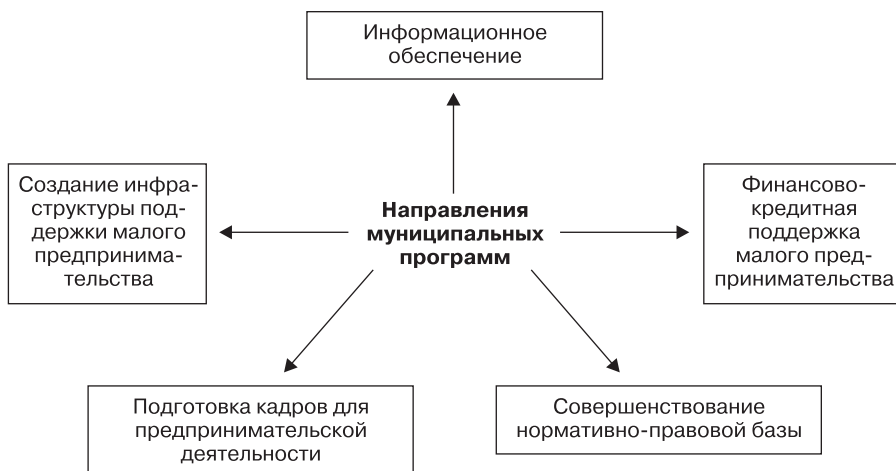 Информационное
обеспечение
Создание инфра-
структуры под-
держки малого
предпринима-
тельства
Направления
муниципальных
программ
Финансово-
кредитная
поддержка
малого пред-
принимательства
Подготовка кадров для
предпринимательской
деятельности
Совершенствование
нормативно-правовой базы